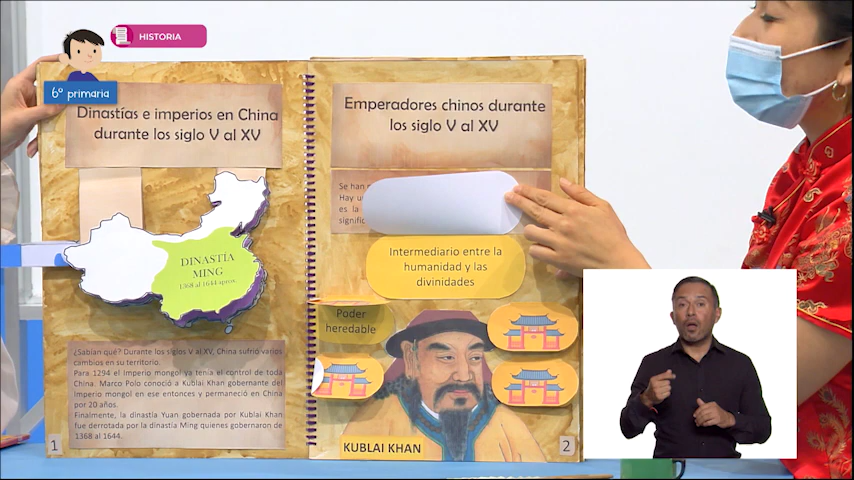 HISTORIA
6º primaria
Dinastías e imperios en China
durante los siglo V al XV
DINASTÍA
MING
1368 al 1644 aprox.
¿Sabían qué? Durante los siglos V al XV, China sufrió varios
cambios en su territorio.
Para 1294 el Imperio mongol ya tenía el control de toda
China. Marco Polo conoció a Kublai Khan gobernante del
Imperio mongol en ese entonces y permaneció en China
por 20 años.
Finalmente, la dinastía Yuan gobernada por Kublai Khan
fue derrotada por la dinastía Ming quienes gobernaron de
1368 al 1644.
1
Emperadores chinos durante
los siglo V al XV
Se han
Hay
es la
Intermediario entre la
humanidad y las
divinidades
Poder
heredable
KUBLAI KHAN
2